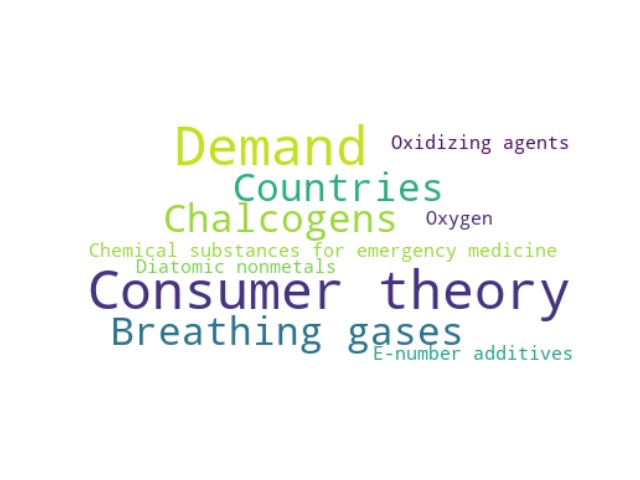 Demand
Oxidizing agents
Countries
Chalcogens
Oxygen
Chemical substances for emergency medicine
Diatomic nonmetals
Consumer theory
Breathing gases
E-number additives